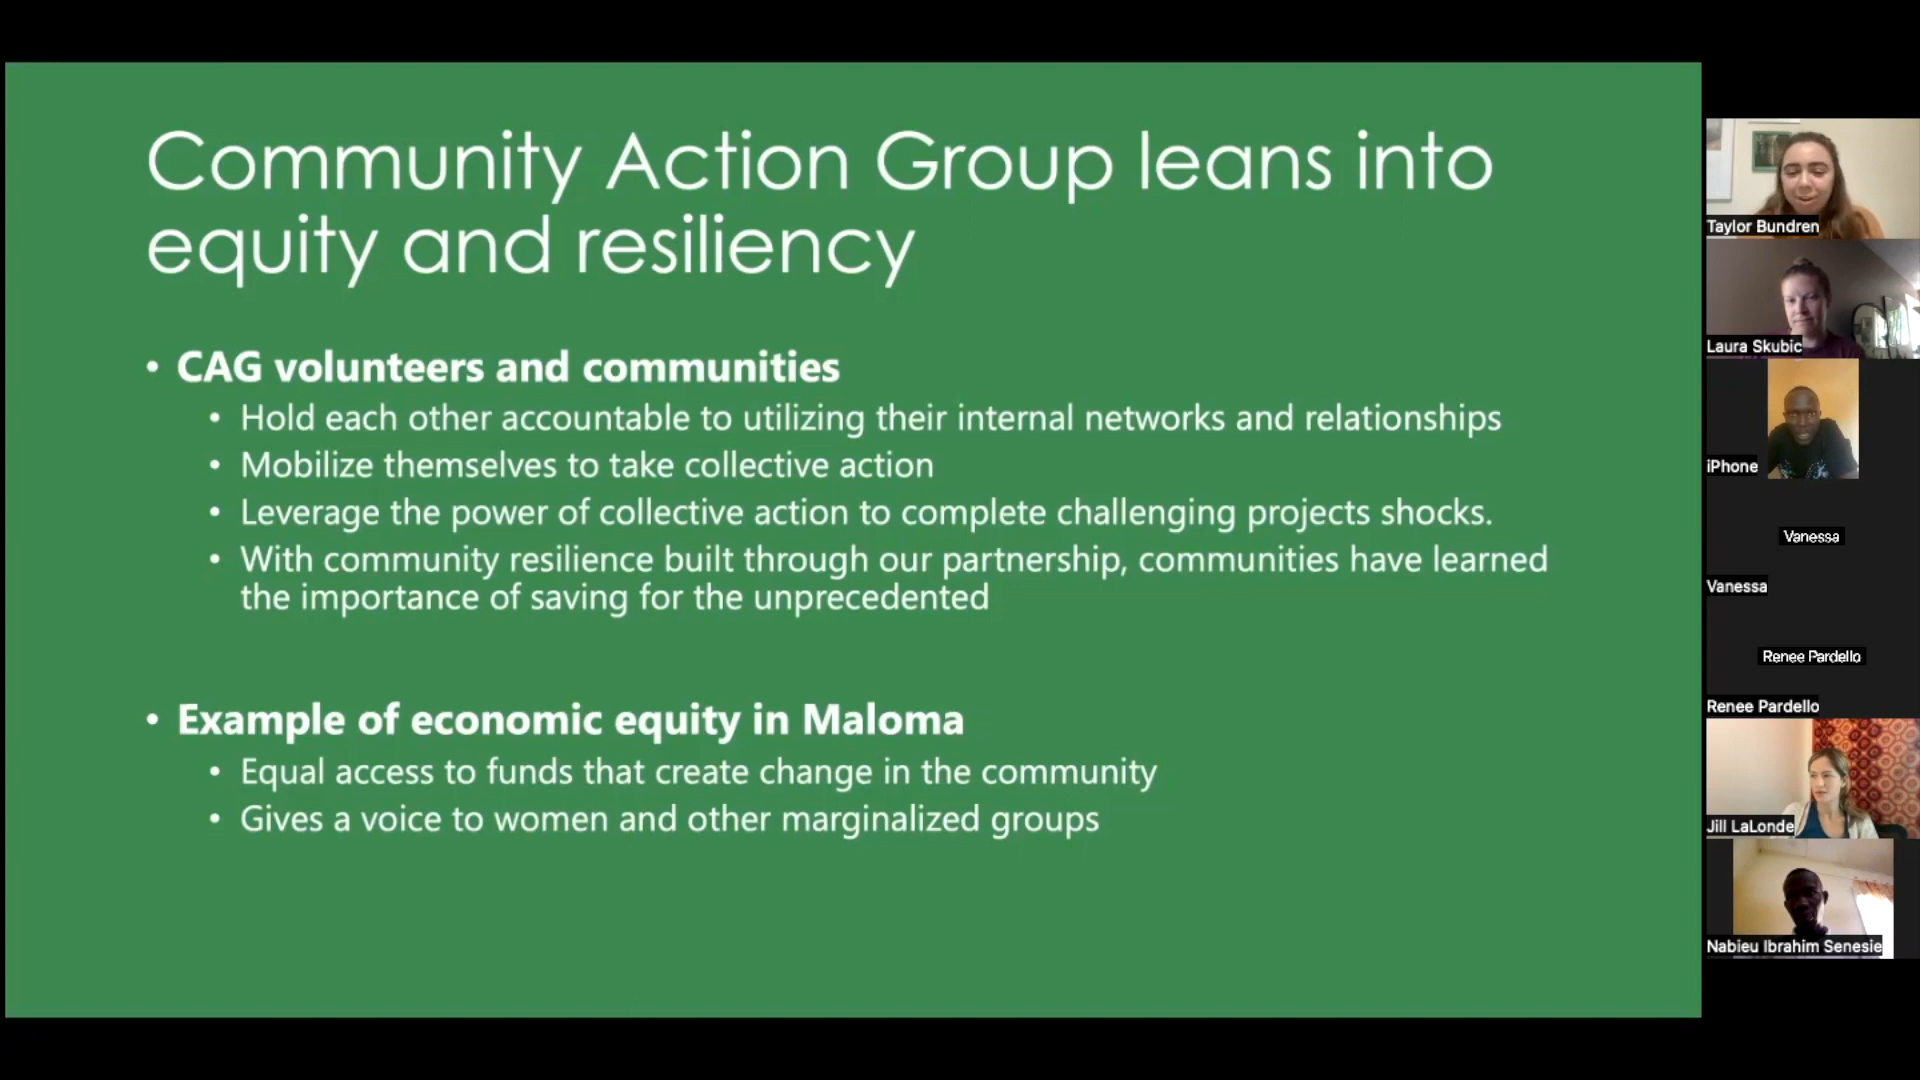 Community Action Group leans into
equity and resiliency
• CAG volunteers and communities
• Hold each other accountable to utilizing their internal networks and relationships
• Mobilize themselves to take collective action
• Leverage the power of collective action to complete challenging projects shocks.
• With community resilience built through our partnership, communities have learned
the importance of saving for the unprecedented
• Example of economic equity in Maloma
• Equal access to funds that create change in the community
• Gives a voice to women and other marginalized groups
Taylor Bundren
Laura Skubic
iPhone
Vanessa
Vanessa
Renee Pardello
Renee Pardello
Jill LaLonde
Nabieu Ibrahim Senesie